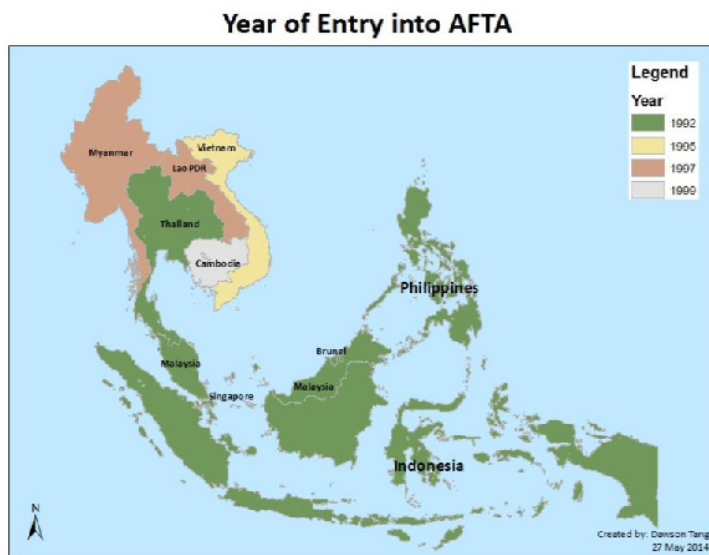 Year of Entry into AFTA
Legend
Year
1992
1995
1997
1999
Myanmar
Vietnam
Lao PDR
Thailand
Cambodia
Philippines
Brunei
Malaysia
Malaysia
Singapore
Indonesia
N
Created by: Dawson Tang
27 May 2014